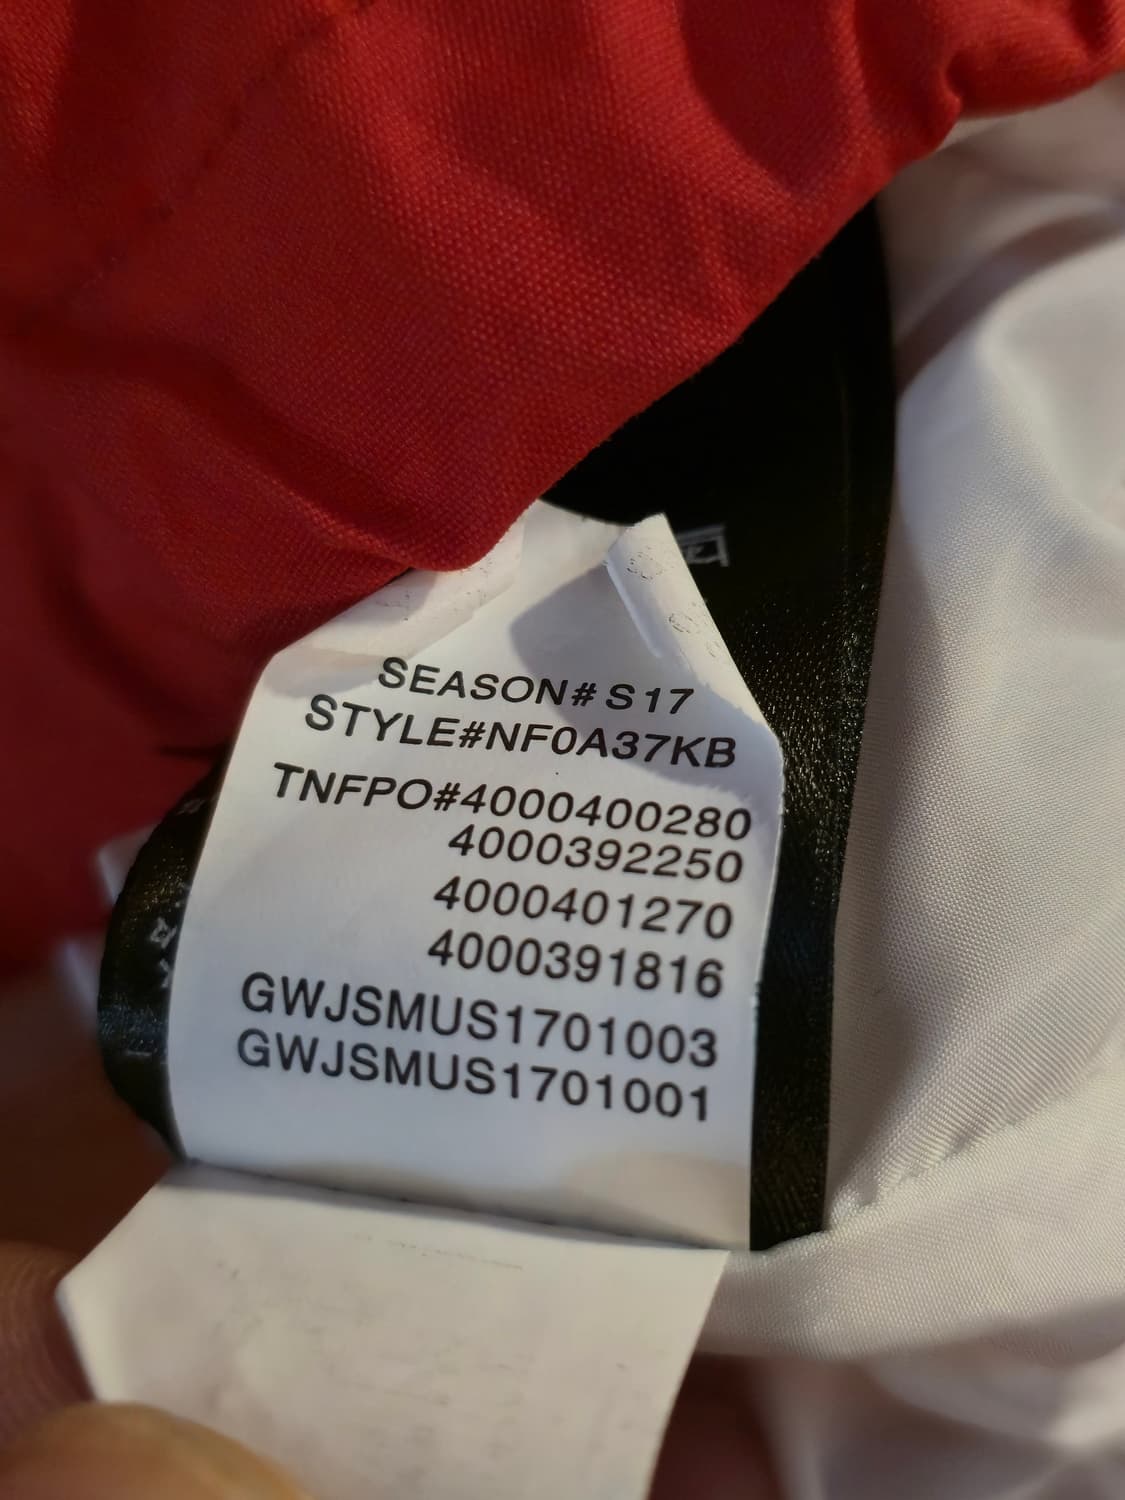 SEASON# S17
STYLE#NF0A37KB
TNFPO#4000400280
4000392250
4000401270
4000391816
GWJSMUS1701003
GWJSMUS1701001